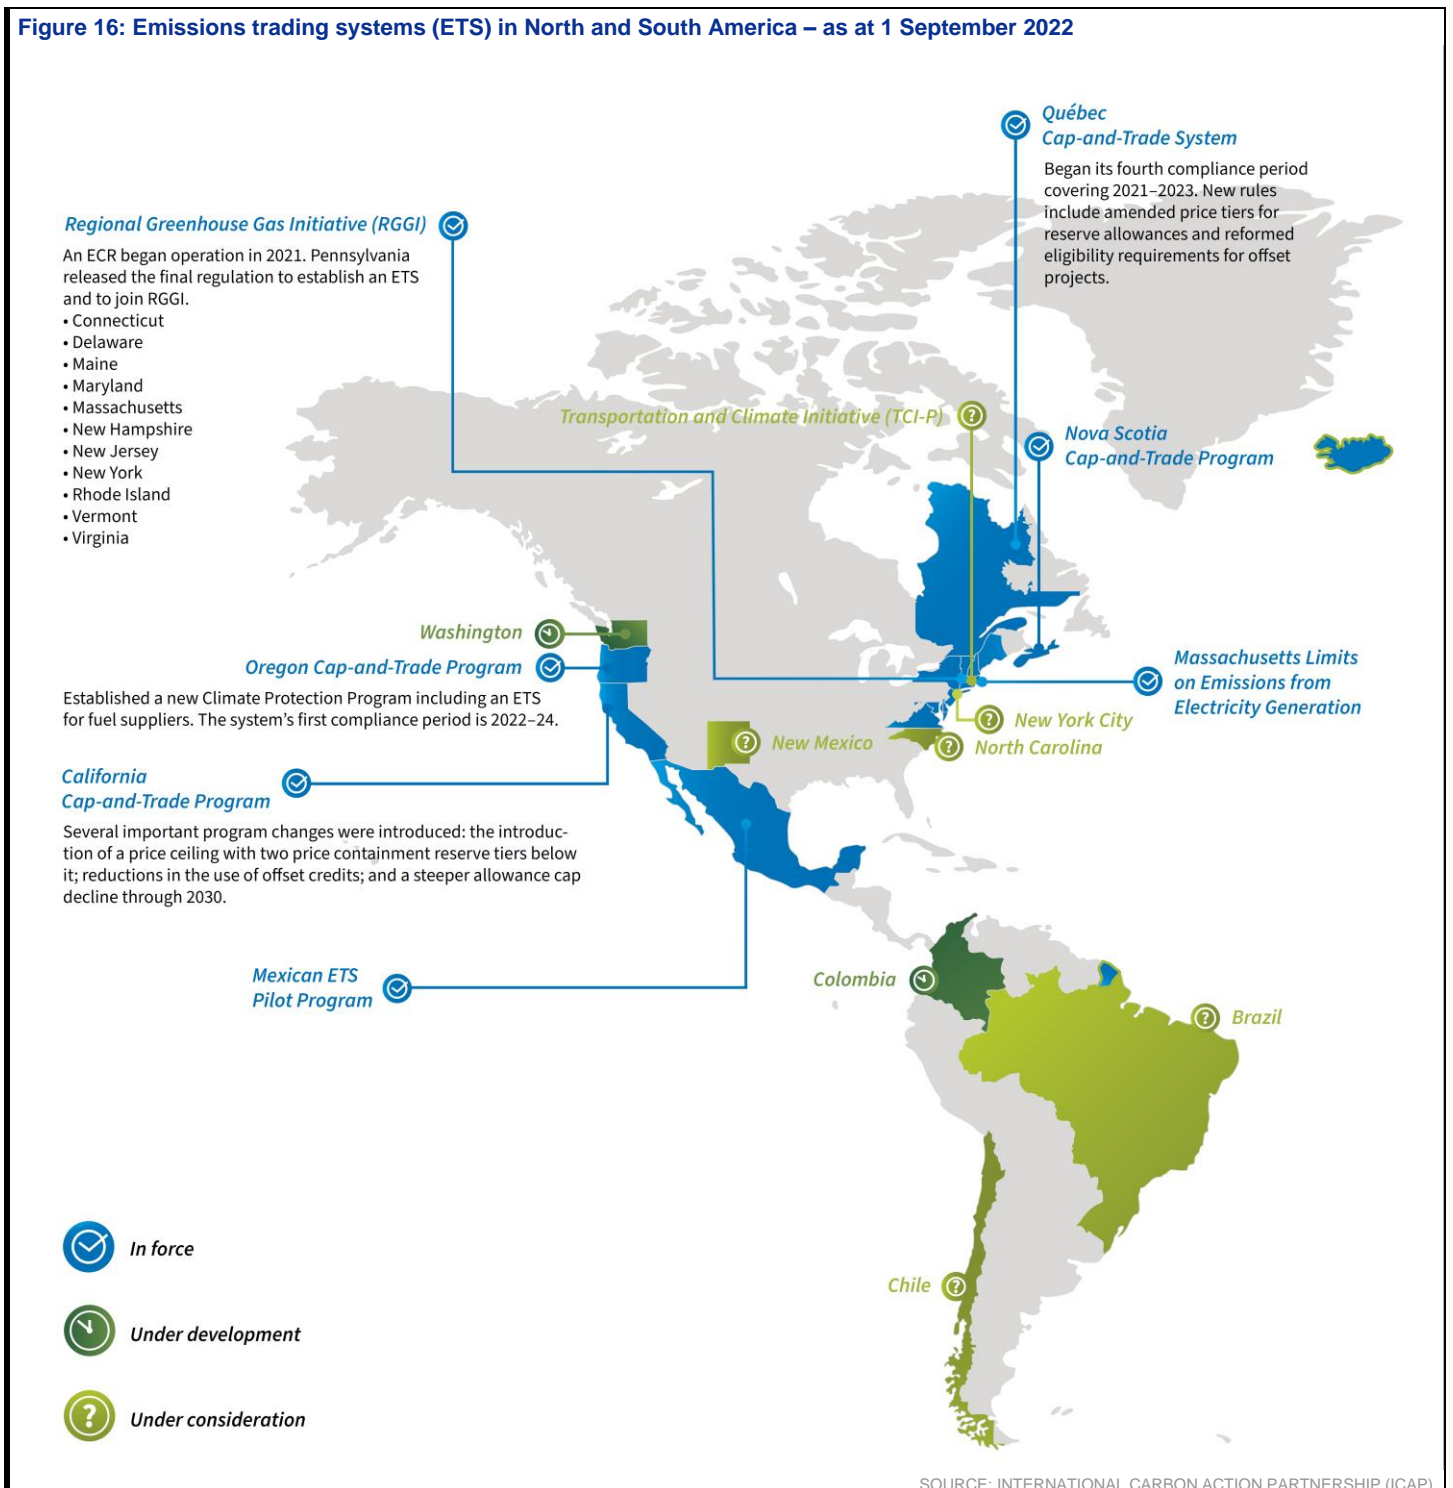 Figure 16: Emissions trading systems (ETS) in North and South America – as at 1 September 2022
Québec
Cap-and-Trade System
Began its fourth compliance period
covering 2021–2023. New rules
include amended price tiers for
reserve allowances and reformed
eligibility requirements for offset
projects.
Regional Greenhouse Gas Initiative (RGGI)
An ECR began operation in 2021. Pennsylvania
released the final regulation to establish an ETS
and to join RGGI.
• Connecticut
• Delaware
• Maine
• Maryland
• Massachusetts
• New Hampshire
• New Jersey
• New York
• Rhode Island
• Vermont
• Virginia
Transportation and Climate Initiative (TCI-P)
Nova Scotia
Cap-and-Trade Program
Washington
Oregon Cap-and-Trade Program
Established a new Climate Protection Program including an ETS
for fuel suppliers. The system's first compliance period is 2022–24.
Massachusetts Limits
on Emissions from
Electricity Generation
New York City
North Carolina
New Mexico
California
Cap-and-Trade Program
Several important program changes were introduced: the introduc-
tion of a price ceiling with two price containment reserve tiers below
it; reductions in the use of offset credits; and a steeper allowance cap
decline through 2030.
Mexican ETS
Pilot Program
Colombia
Brazil
Chile
In force
Under development
Under consideration
SOURCE: INTERNATIONAL CARBON ACTION PARTNERSHIP (ICAP)